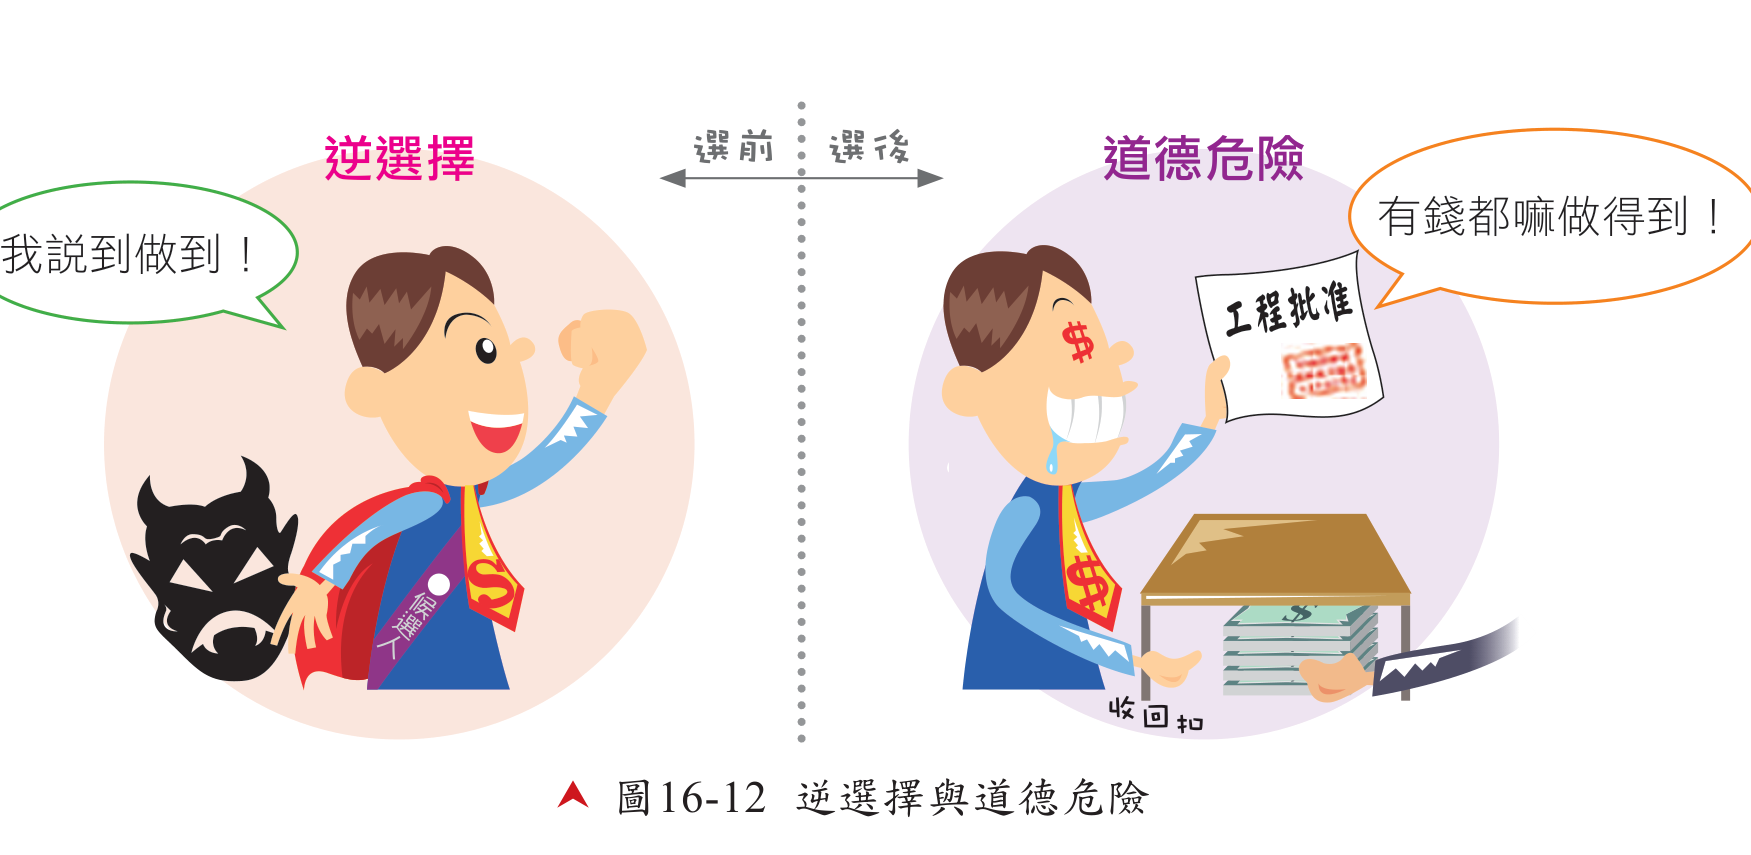 逆選擇
選前
選後
道德危險
我說到做到！
有錢都嘛做得到！
工程批准
候選人
S
$
$
$
收回扣
圖16-12 逆選擇與道德危險